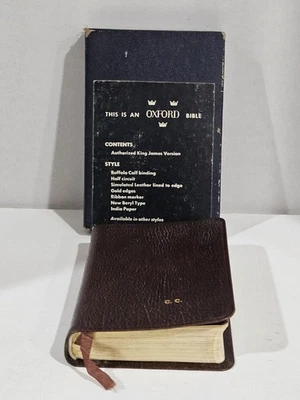 THIS IS AN OXFORD BIBLE
CONTENTS
Authorized King James Version
STYLE
Buffalo Calf binding
Half circuit
Simulated Leather lined to edge
Gold edges
Ribbon marker
New Beryl Type
India Paper
Available in other styles
C. C.